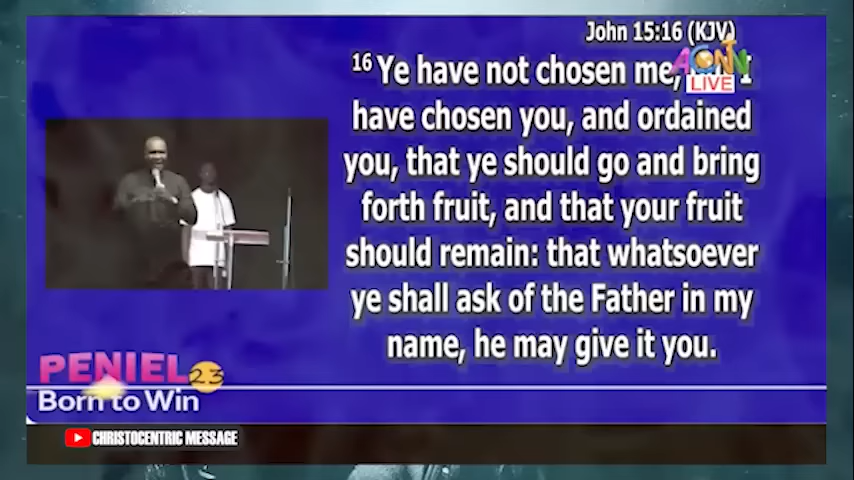 John 15:16 (KJV)
16 Ye have not chosen me, I
ACNN
LIVE
have chosen you, and ordained
you, that ye should go and bring
forth fruit, and that your fruit
should remain: that whatsoever
ye shall ask of the Father in my
name, he may give it you.
PENIEL 23
Born to Win
CHRISTOCENTRIC MESSAGE